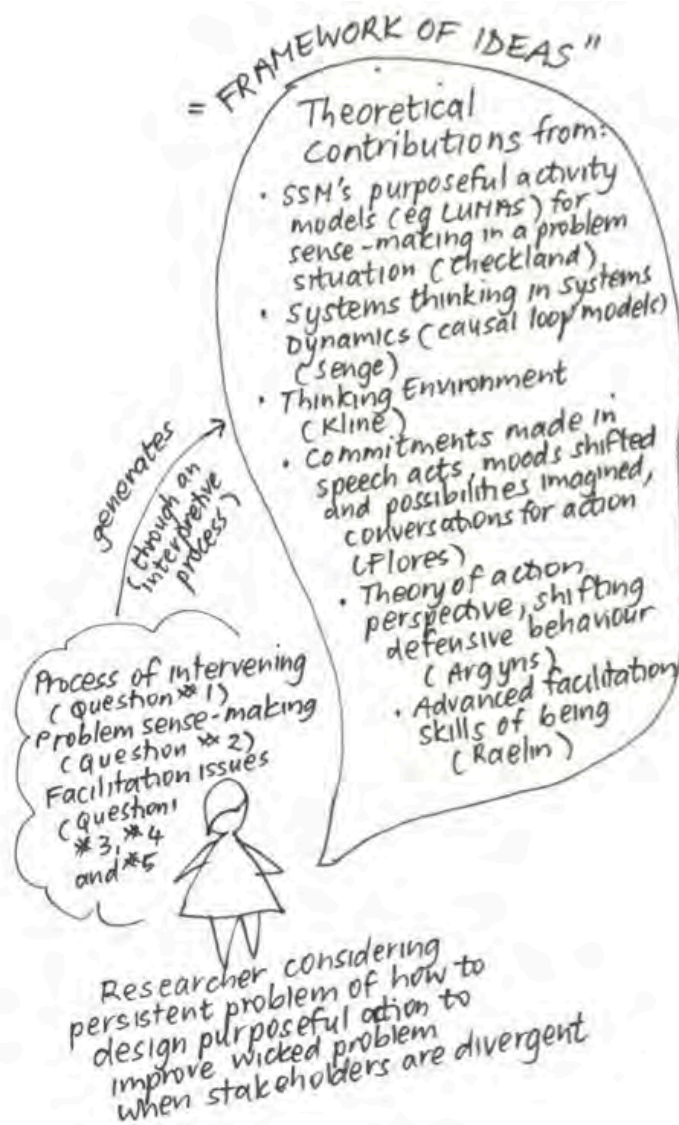 = FRAMEWORK OF IDEAS"
Theoretical
Contributions from:
• SSM's purposeful activity
models (eg LUMAS) for
sense-making in a problem
situation (Checkland)
• Systems thinking in Systems
Dynamics (causal loop models)
(Senge)
• Thinking Environment
(Kline)
• Commitments made in
speech acts, moods shifted
and possibilities imagined,
conversations for action
(Flores)
• Theory of action
perspective, shifting
defensive behaviour
(Argyris)
• Advanced facilitation
skills of being
(Raelin)
generates
(through an
interpretive
process)
Process of intervening
(Question #1)
Problem sense-making
(Question #2)
Facilitation issues
(Questions
#3, #4
and #5
Researcher considering
persistent problem of how to
design purposeful action to
improve wicked problem
when stakeholders are divergent